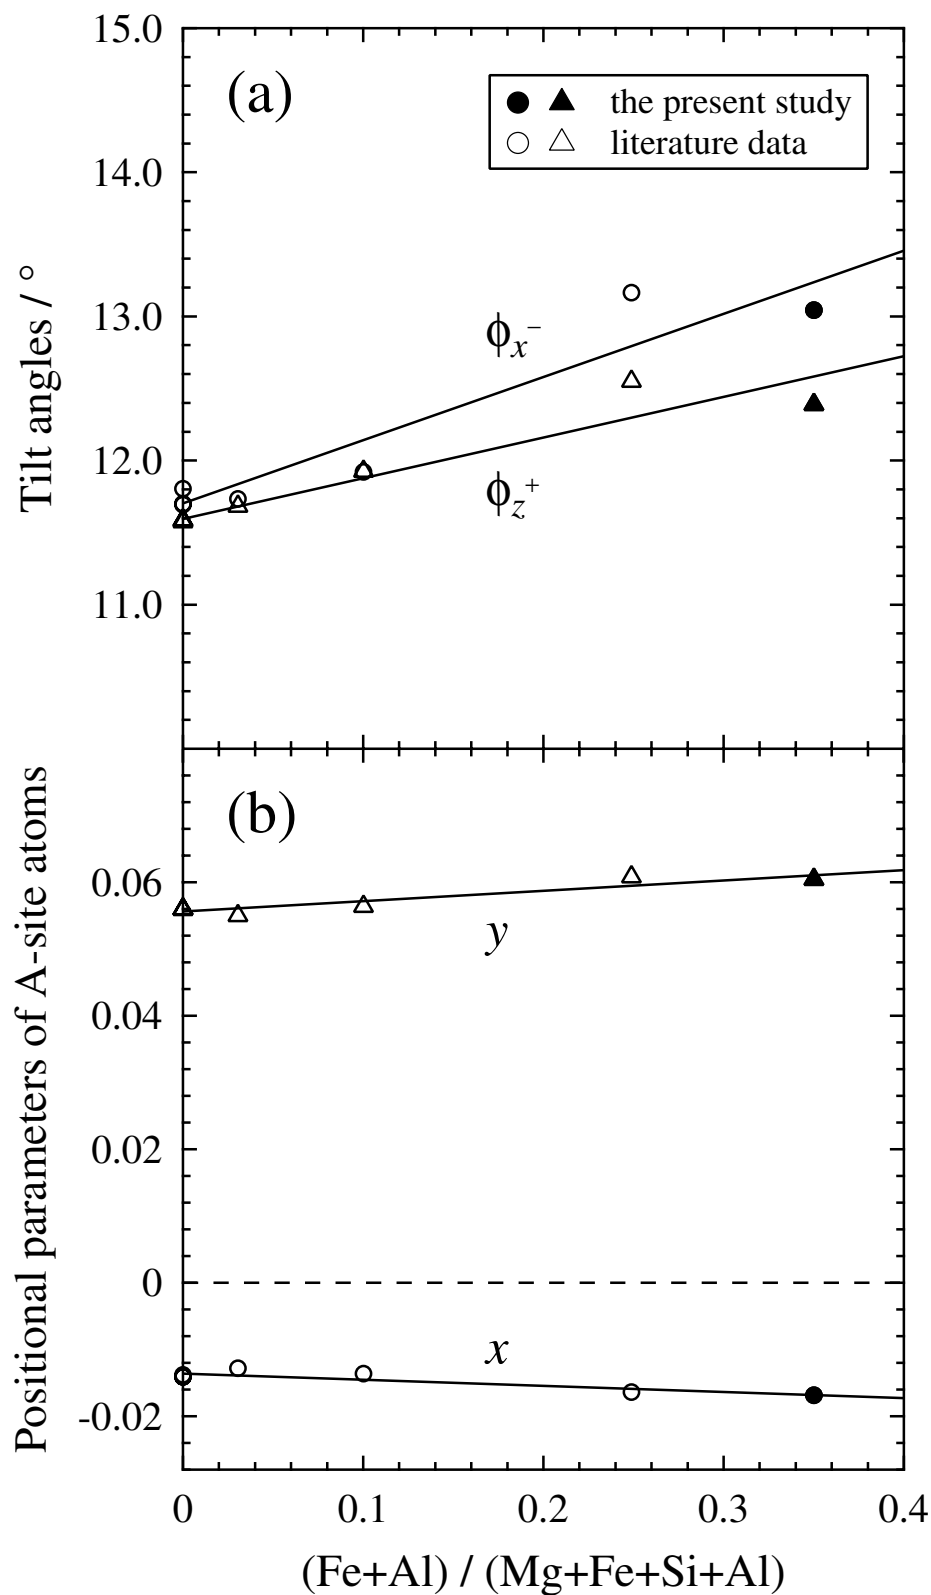 15.0
(a)
the present study
literature data
14.0
13.0
12.0
11.0
Tilt angles / °
ϕx−
ϕz+
(b)
0.06
0.04
0.02
0
-0.02
Positional parameters of A-site atoms
y
x
0 0.1 0.2 0.3 0.4
(Fe+Al) / (Mg+Fe+Si+Al)